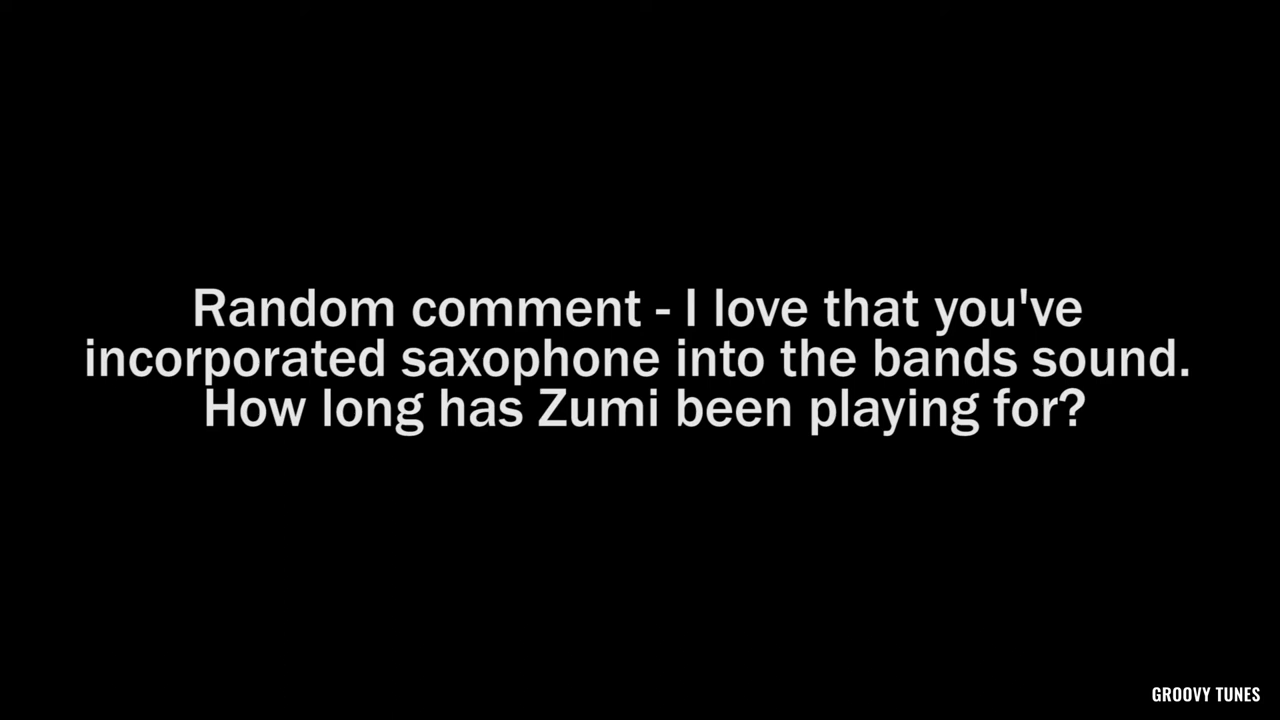 Random comment - I love that you've
incorporated saxophone into the bands sound.
How long has Zumi been playing for?
GROOVY TUNES